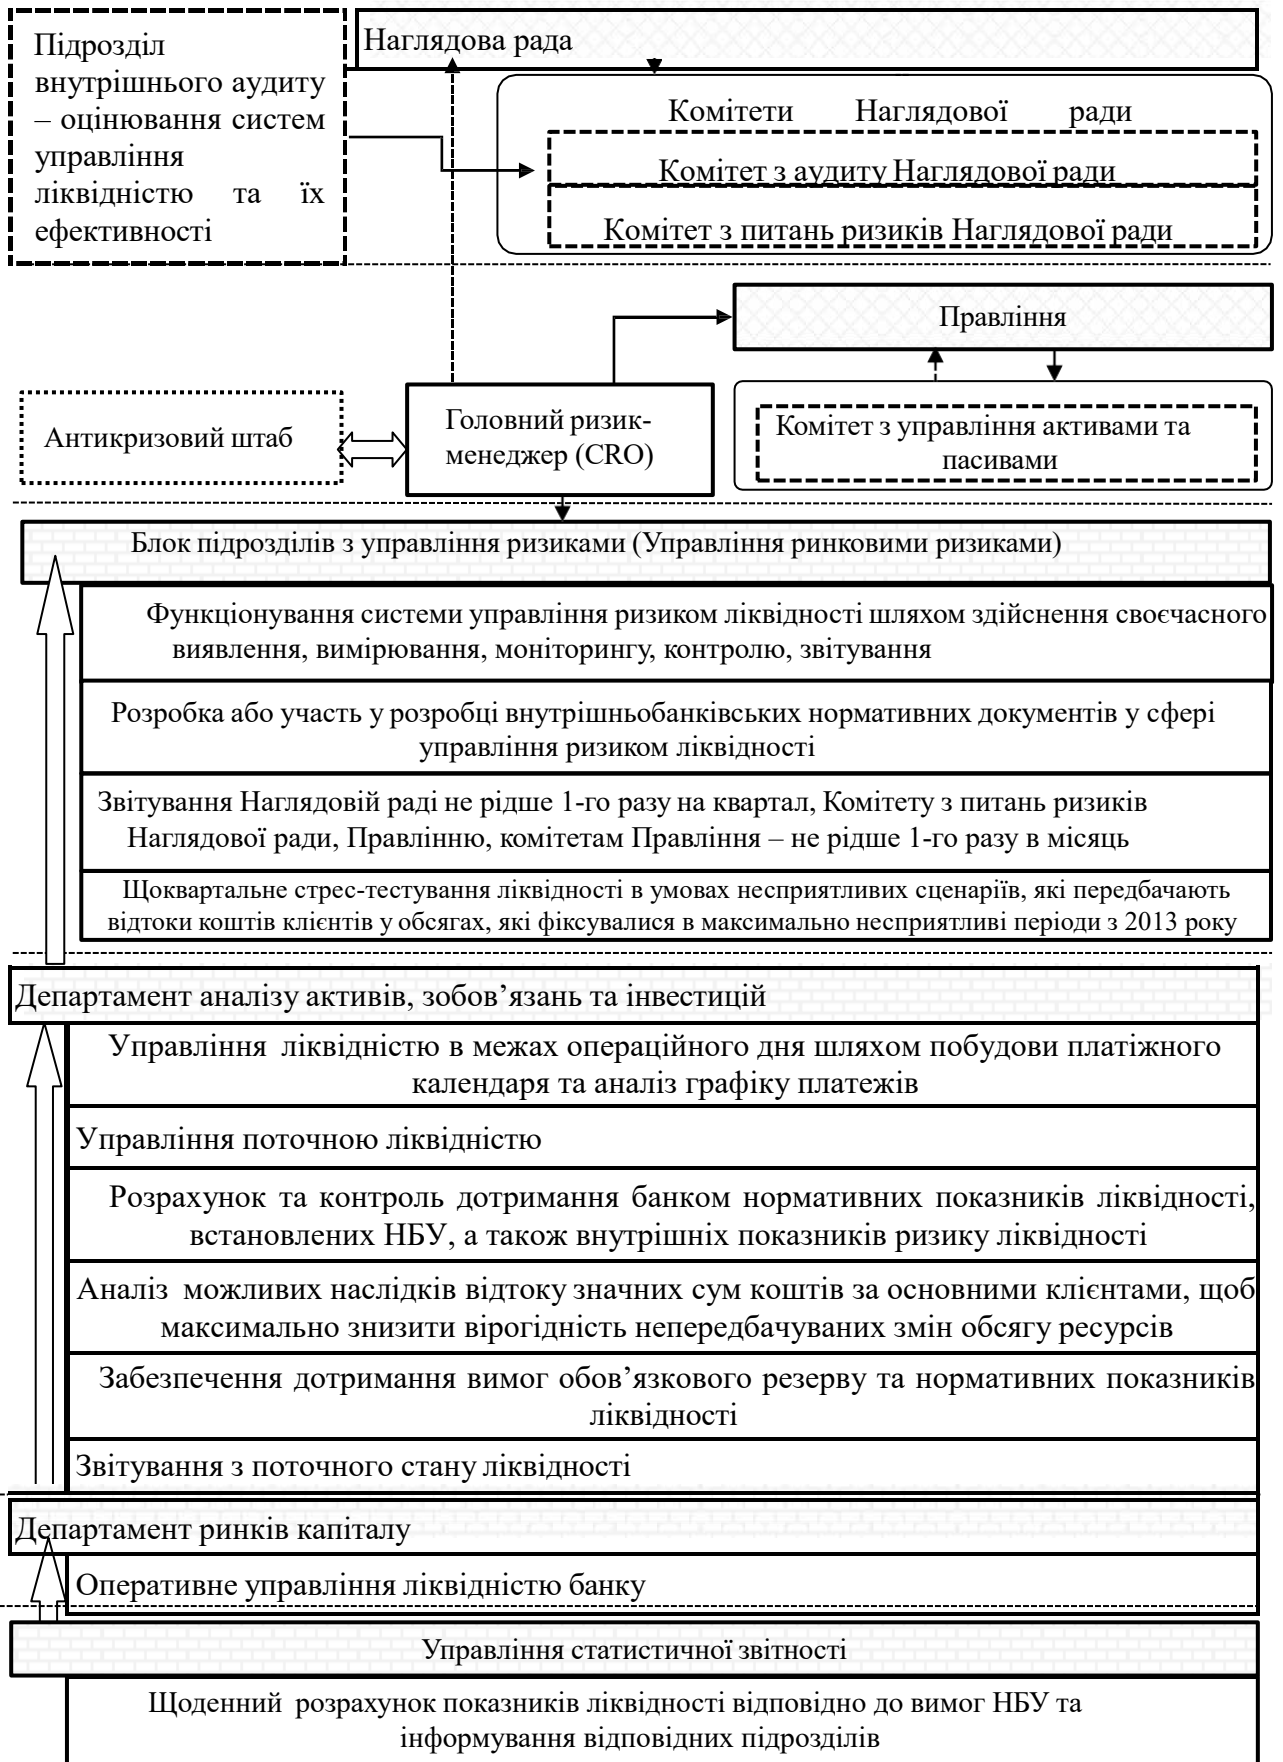 Підрозділ
внутрішнього аудиту
– оцінювання систем
управління
ліквідністю та їх
ефективності
Наглядова рада
Комітети Наглядової ради
Комітет з аудиту Наглядової ради
Комітет з питань ризиків Наглядової ради
Правління
Антикризовий штаб
Головний ризик-
менеджер (CRO)
Комітет з управління активами та
пасивами
Блок підрозділів з управління ризиками (Управління ринковими ризиками)
Функціонування системи управління ризиком ліквідності шляхом здійснення своєчасного
виявлення, вимірювання, моніторингу, контролю, звітування
Розробка або участь у розробці внутрішньобанківських нормативних документів у сфері
управління ризиком ліквідності
Звітування Наглядовій раді не рідше 1-го разу на квартал, Комітету з питань ризиків
Наглядової ради, Правлінню, комітетам Правління – не рідше 1-го разу в місяць
Щоквартальне стрес-тестування ліквідності в умовах несприятливих сценаріїв, які передбачають
відтоки коштів клієнтів у обсягах, які фіксувалися в максимально несприятливі періоди з 2013 року
Департамент аналізу активів, зобов’язань та інвестицій
Управління ліквідністю в межах операційного дня шляхом побудови платіжного
календаря та аналіз графіку платежів
Управління поточною ліквідністю
Розрахунок та контроль дотримання банком нормативних показників ліквідності,
встановлених НБУ, а також внутрішніх показників ризику ліквідності
Аналіз можливих наслідків відтоку значних сум коштів за основними клієнтами, щоб
максимально знизити вірогідність непередбачуваних змін обсягу ресурсів
Забезпечення дотримання вимог обов’язкового резерву та нормативних показників
ліквідності
Звітування з поточного стану ліквідності
Департамент ринків капіталу
Оперативне управління ліквідністю банку
Управління статистичної звітності
Щоденний розрахунок показників ліквідності відповідно до вимог НБУ та
інформування відповідних підрозділів